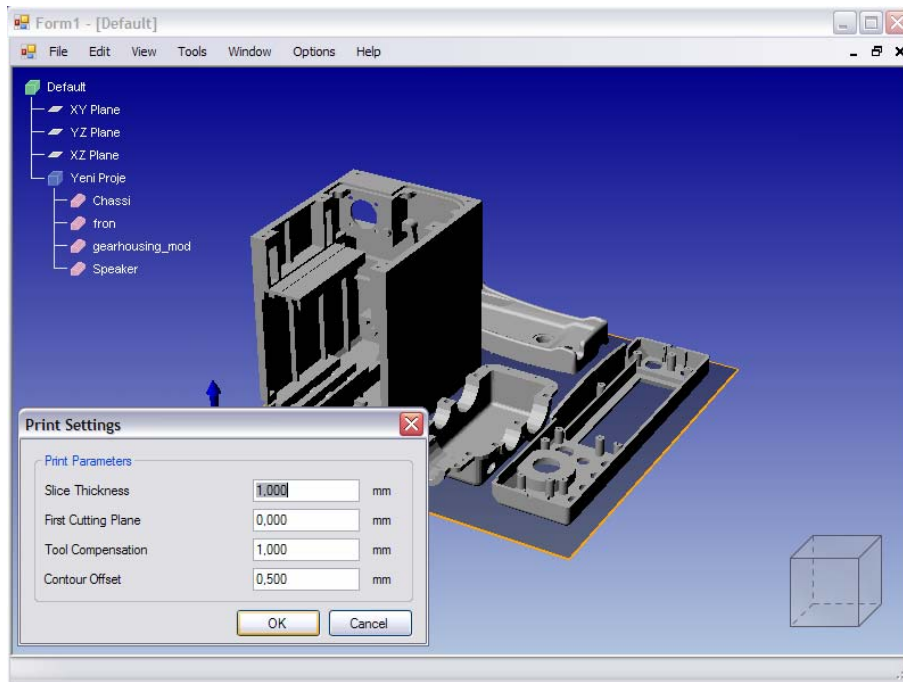 Form1 - [Default]
File Edit View Tools Window Options Help
Default
XY Plane
YZ Plane
XZ Plane
Yeni Proje
Chassi
fron
gearhousing_mod
Speaker
Print Settings
Print Parameters
Slice Thickness 1,000 mm
First Cutting Plane 0,000 mm
Tool Compensation 1,000 mm
Contour Offset 0,500 mm
OK Cancel